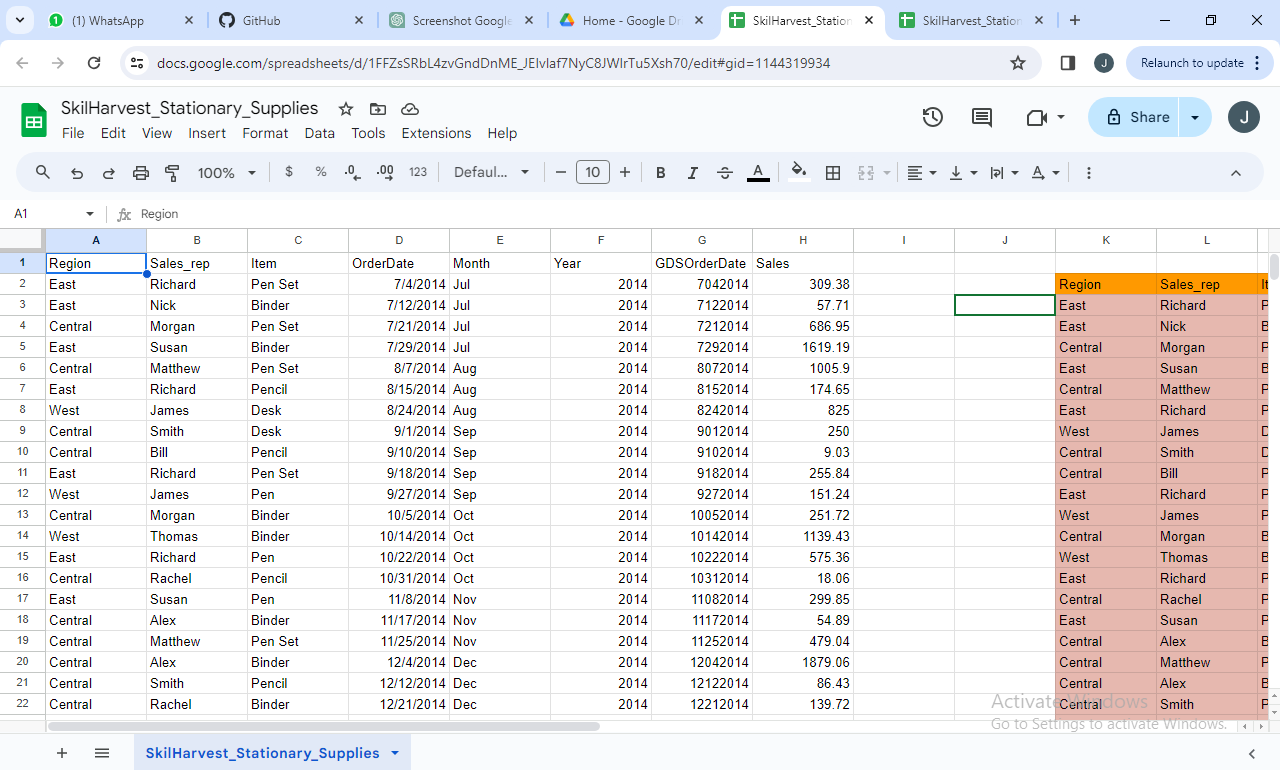 (1) WhatsApp GitHub Screenshot Google Home - Google Dr SkilHarvest_Station SkilHarvest_Station
docs.google.com/spreadsheets/d/1FFZsSRbL4zvGndDnME_JEIvlaf7NyC8JWIrTu5Xsh70/edit#gid=1144319934 J Relaunch to update
SkilHarvest_Stationary_Supplies
File Edit View Insert Format Data Tools Extensions Help
Share J
100% $ % .0 .00 123 Defaul... 10 B I S A A
A1 fx Region
A B C D E F G H I J K L
1 Region Sales_rep Item OrderDate Month Year GDSOrderDate Sales
2 East Richard Pen Set 7/4/2014 Jul 2014 7042014 309.38 Region Sales_rep It
3 East Nick Binder 7/12/2014 Jul 2014 7122014 57.71 East Richard P
4 Central Morgan Pen Set 7/21/2014 Jul 2014 7212014 686.95 East Nick B
5 East Susan Binder 7/29/2014 Jul 2014 7292014 1619.19 Central Morgan P
6 Central Matthew Pen Set 8/7/2014 Aug 2014 8072014 1005.9 East Susan B
7 East Richard Pencil 8/15/2014 Aug 2014 8152014 174.65 Central Matthew P
8 West James Desk 8/24/2014 Aug 2014 8242014 825 East Richard P
9 Central Smith Desk 9/1/2014 Sep 2014 9012014 250 West James D
10 Central Bill Pencil 9/10/2014 Sep 2014 9102014 9.03 Central Smith D
11 East Richard Pen Set 9/18/2014 Sep 2014 9182014 255.84 Central Bill P
12 West James Pen 9/27/2014 Sep 2014 9272014 151.24 East Richard P
13 Central Morgan Binder 10/5/2014 Oct 2014 10052014 251.72 West James P
14 West Thomas Binder 10/14/2014 Oct 2014 10142014 1139.43 Central Morgan B
15 East Richard Pen 10/22/2014 Oct 2014 10222014 575.36 West Thomas B
16 Central Rachel Pencil 10/31/2014 Oct 2014 10312014 18.06 East Richard P
17 East Susan Pen 11/8/2014 Nov 2014 11082014 299.85 Central Rachel P
18 Central Alex Binder 11/17/2014 Nov 2014 11172014 54.89 East Susan P
19 Central Matthew Pen Set 11/25/2014 Nov 2014 11252014 479.04 Central Alex B
20 Central Alex Binder 12/4/2014 Dec 2014 12042014 1879.06 Central Matthew P
21 Central Smith Pencil 12/12/2014 Dec 2014 12122014 86.43 Central Alex B
22 Central Rachel Binder 12/21/2014 Dec 2014 12212014 139.72 Central Smith P
Activate Windows
Go to Settings to activate Windows.
SkilHarvest_Stationary_Supplies